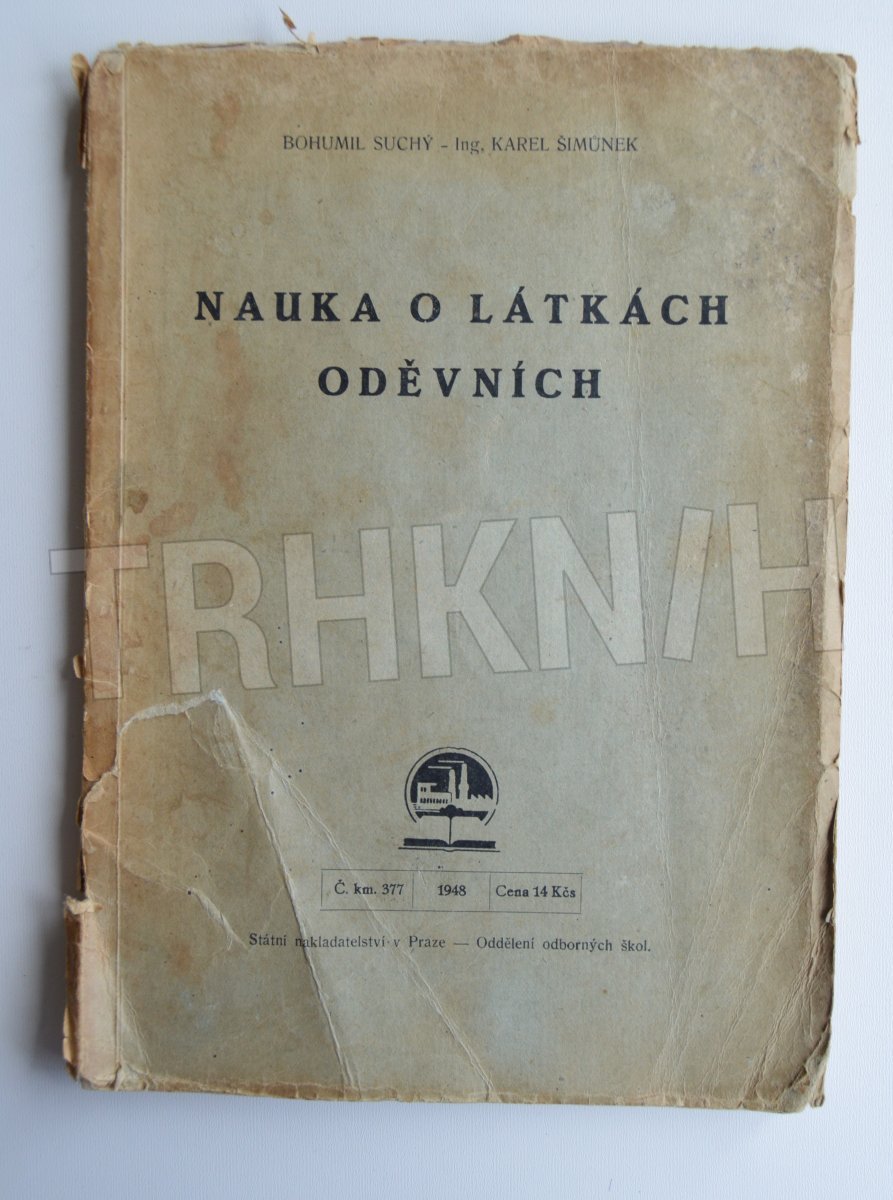 BOHUMIL SUCHÝ - Ing. KAREL ŠIMŮNEK
NAUKA O LÁTKÁCH
ODĚVNÍCH
TRHKNIH
Č. km. 377 1948 Cena 14 Kčs
Státní nakladatelství v Praze — Oddělení odborných škol.